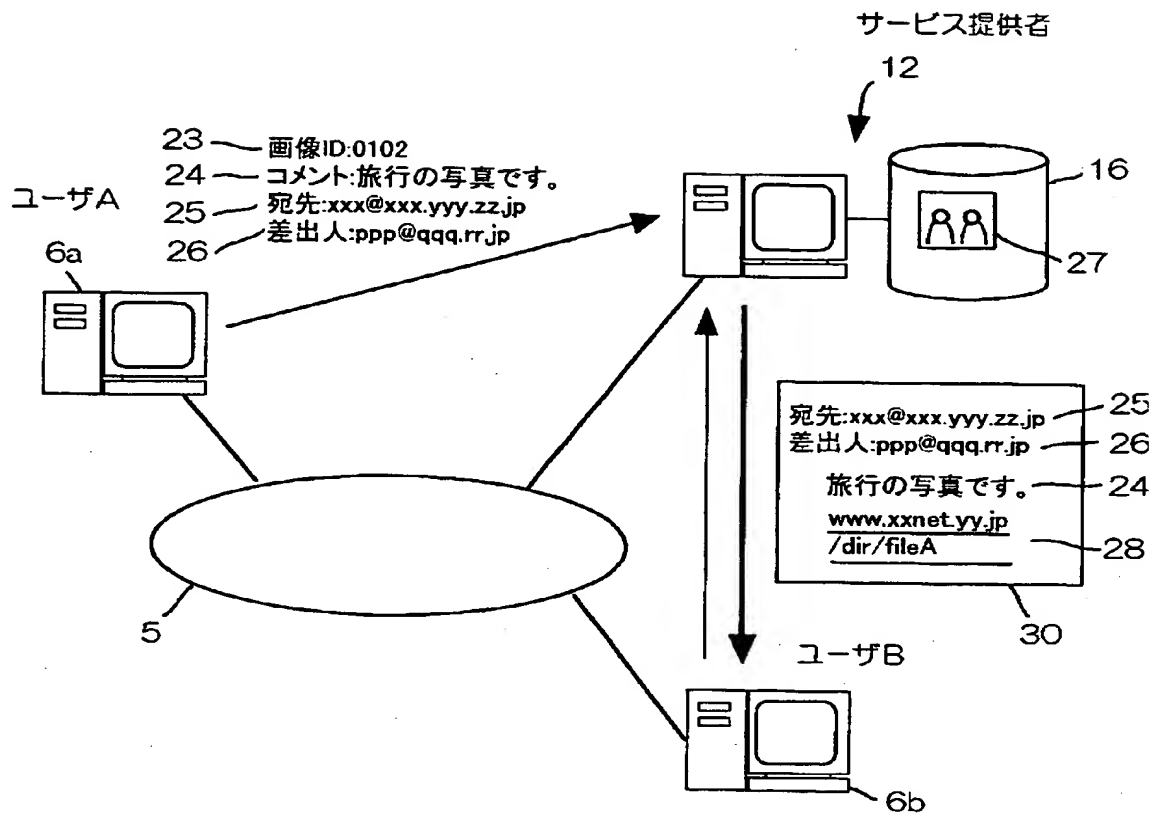 サービス提供者
12
23
画像ID:0102
24
コメント:旅行の写真です。
25
宛先:xxx@xxx.yyy.zz.jp
26
差出人:ppp@qqq.rr.jp
ユーザA
6a
16
27
宛先:xxx@xxx.yyy.zz.jp
25
差出人:ppp@qqq.rr.jp
26
旅行の写真です。
24
www.xxnet.yy.jp
/dir/fileA
28
30
5
ユーザB
6b